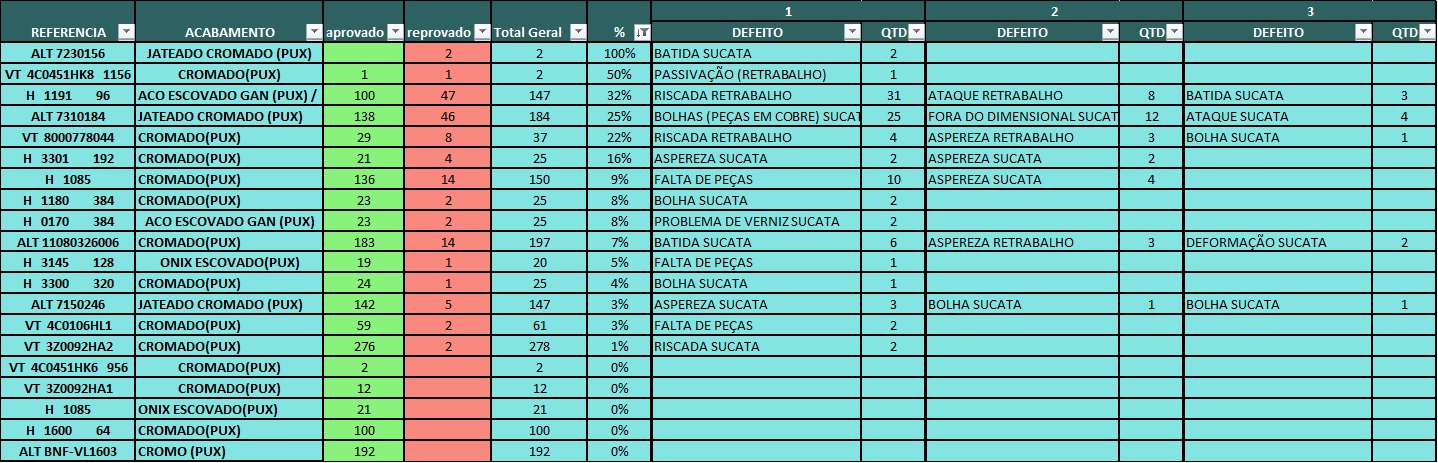 1 2 3
REFERENCIA ACABAMENTO aprovado reprovado Total Geral % DEFEITO QTD DEFEITO QTD DEFEITO QTD
ALT 7230156 JATEADO CROMADO (PUX) 2 2 100% BATIDA SUCATA 2
VT 4C0451HK8 1156 CROMADO(PUX) 1 1 2 50% PASSIVAÇÃO (RETRABALHO) 1
H 1191 96 ACO ESCOVADO GAN (PUX) / 100 47 147 32% RISCADA RETRABALHO 31 ATAQUE RETRABALHO 8 BATIDA SUCATA 3
ALT 7310184 JATEADO CROMADO (PUX) 138 46 184 25% BOLHAS (PEÇAS EM COBRE) SUCAT 25 FORA DO DIMENSIONAL SUCAT 12 ATAQUE SUCATA 4
VT 8000778044 CROMADO(PUX) 29 8 37 22% RISCADA RETRABALHO 4 ASPEREZA RETRABALHO 3 BOLHA SUCATA 1
H 3301 192 CROMADO(PUX) 21 4 25 16% ASPEREZA SUCATA 2 ASPEREZA SUCATA 2
H 1085 CROMADO(PUX) 136 14 150 9% FALTA DE PEÇAS 10 ASPEREZA SUCATA 4
H 1180 384 CROMADO(PUX) 23 2 25 8% BOLHA SUCATA 2
H 0170 384 ACO ESCOVADO GAN (PUX) 23 2 25 8% PROBLEMA DE VERNIZ SUCATA 2
ALT 11080326006 CROMADO(PUX) 183 14 197 7% BATIDA SUCATA 6 ASPEREZA RETRABALHO 3 DEFORMAÇÃO SUCATA 2
H 3145 128 ONIX ESCOVADO(PUX) 19 1 20 5% FALTA DE PEÇAS 1
H 3300 320 CROMADO(PUX) 24 1 25 4% BOLHA SUCATA 1
ALT 7150246 JATEADO CROMADO (PUX) 142 5 147 3% ASPEREZA SUCATA 3 BOLHA SUCATA 1 BOLHA SUCATA 1
VT 4C0106HL1 CROMADO(PUX) 59 2 61 3% FALTA DE PEÇAS 2
VT 3Z0092HA2 CROMADO(PUX) 276 2 278 1% RISCADA SUCATA 2
VT 4C0451HK6 956 CROMADO(PUX) 2 2 0%
VT 3Z0092HA1 CROMADO(PUX) 12 12 0%
H 1085 ONIX ESCOVADO(PUX) 21 21 0%
H 1600 64 CROMADO(PUX) 100 100 0%
ALT BNF-VL1603 CROMO (PUX) 192 192 0%